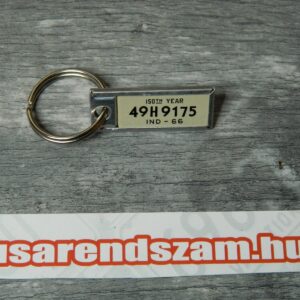 150TH YEAR
49H9175
IND - 66
usarendszam.hu